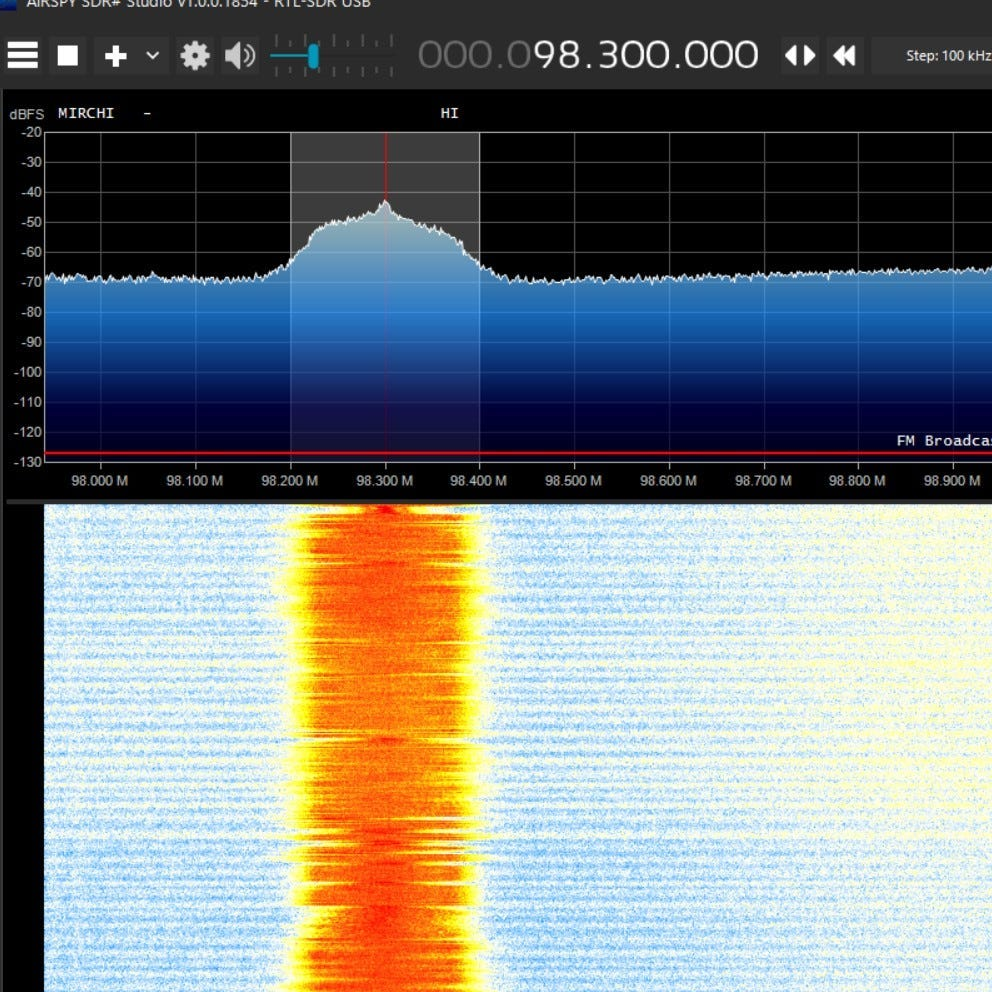 AIRSPY SDR# Studio v1.0.0.1854 - RTL-SDR USB
000.098.300.000 Step: 100 kHz
dBFS MIRCHI - HI
-20
-30
-40
-50
-60
-70
-80
-90
-100
-110
-120
FM Broadcas
-130
98.000 M 98.100 M 98.200 M 98.300 M 98.400 M 98.500 M 98.600 M 98.700 M 98.800 M 98.900 M